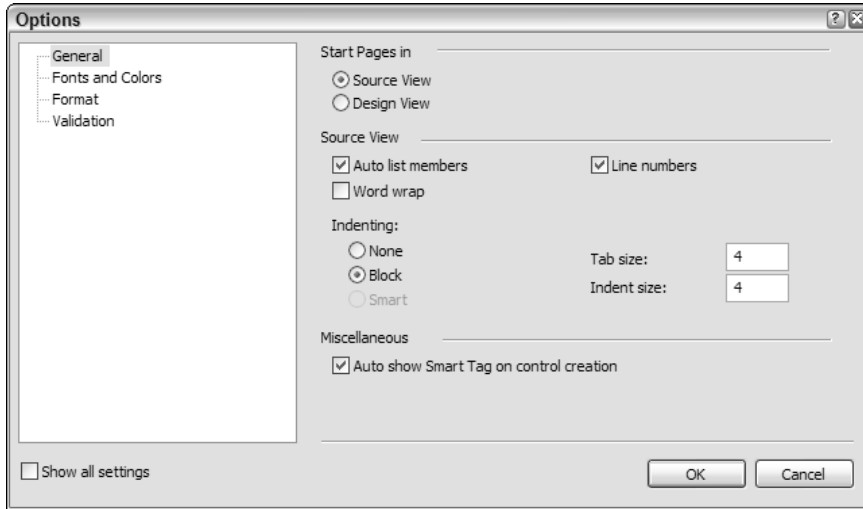 Options
General
Fonts and Colors
Format
Validation
Start Pages in
Source View
Design View
Source View
Auto list members
Line numbers
Word wrap
Indenting:
None
Block
Smart
Tab size: 4
Indent size: 4
Miscellaneous
Auto show Smart Tag on control creation
Show all settings
OK
Cancel